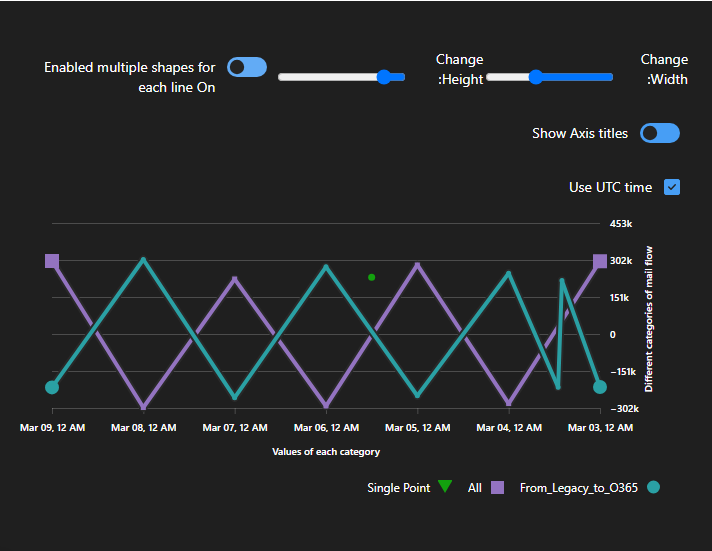 Enabled multiple shapes for
each line On
Change
:Height
Change
:Width
Show Axis titles
Use UTC time
453k
302k
151k
0
−151k
−302k
Different categories of mail flow
Mar 09, 12 AM
Mar 08, 12 AM
Mar 07, 12 AM
Mar 06, 12 AM
Mar 05, 12 AM
Mar 04, 12 AM
Mar 03, 12 AM
Values of each category
Single Point
All
From_Legacy_to_O365